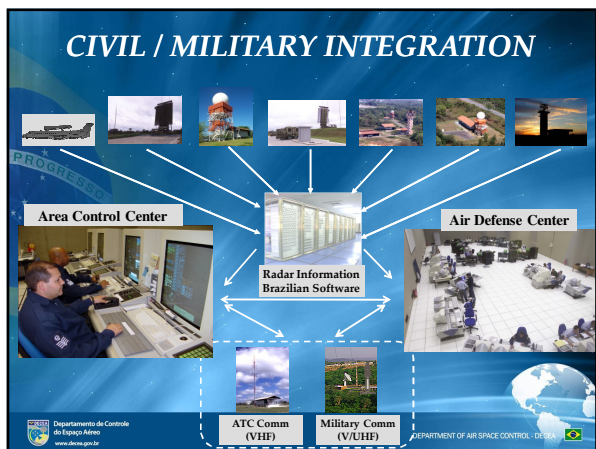 CIVIL / MILITARY INTEGRATION
PROGRESSO
Area Control Center
Air Defense Center
Radar Information
Brazilian Software
ATC Comm
(VHF)
Military Comm
(V/UHF)
DECEA
Departamento de Controle
do Espaço Aéreo
www.decea.gov.br
DEPARTMENT OF AIR SPACE CONTROL - DECEA